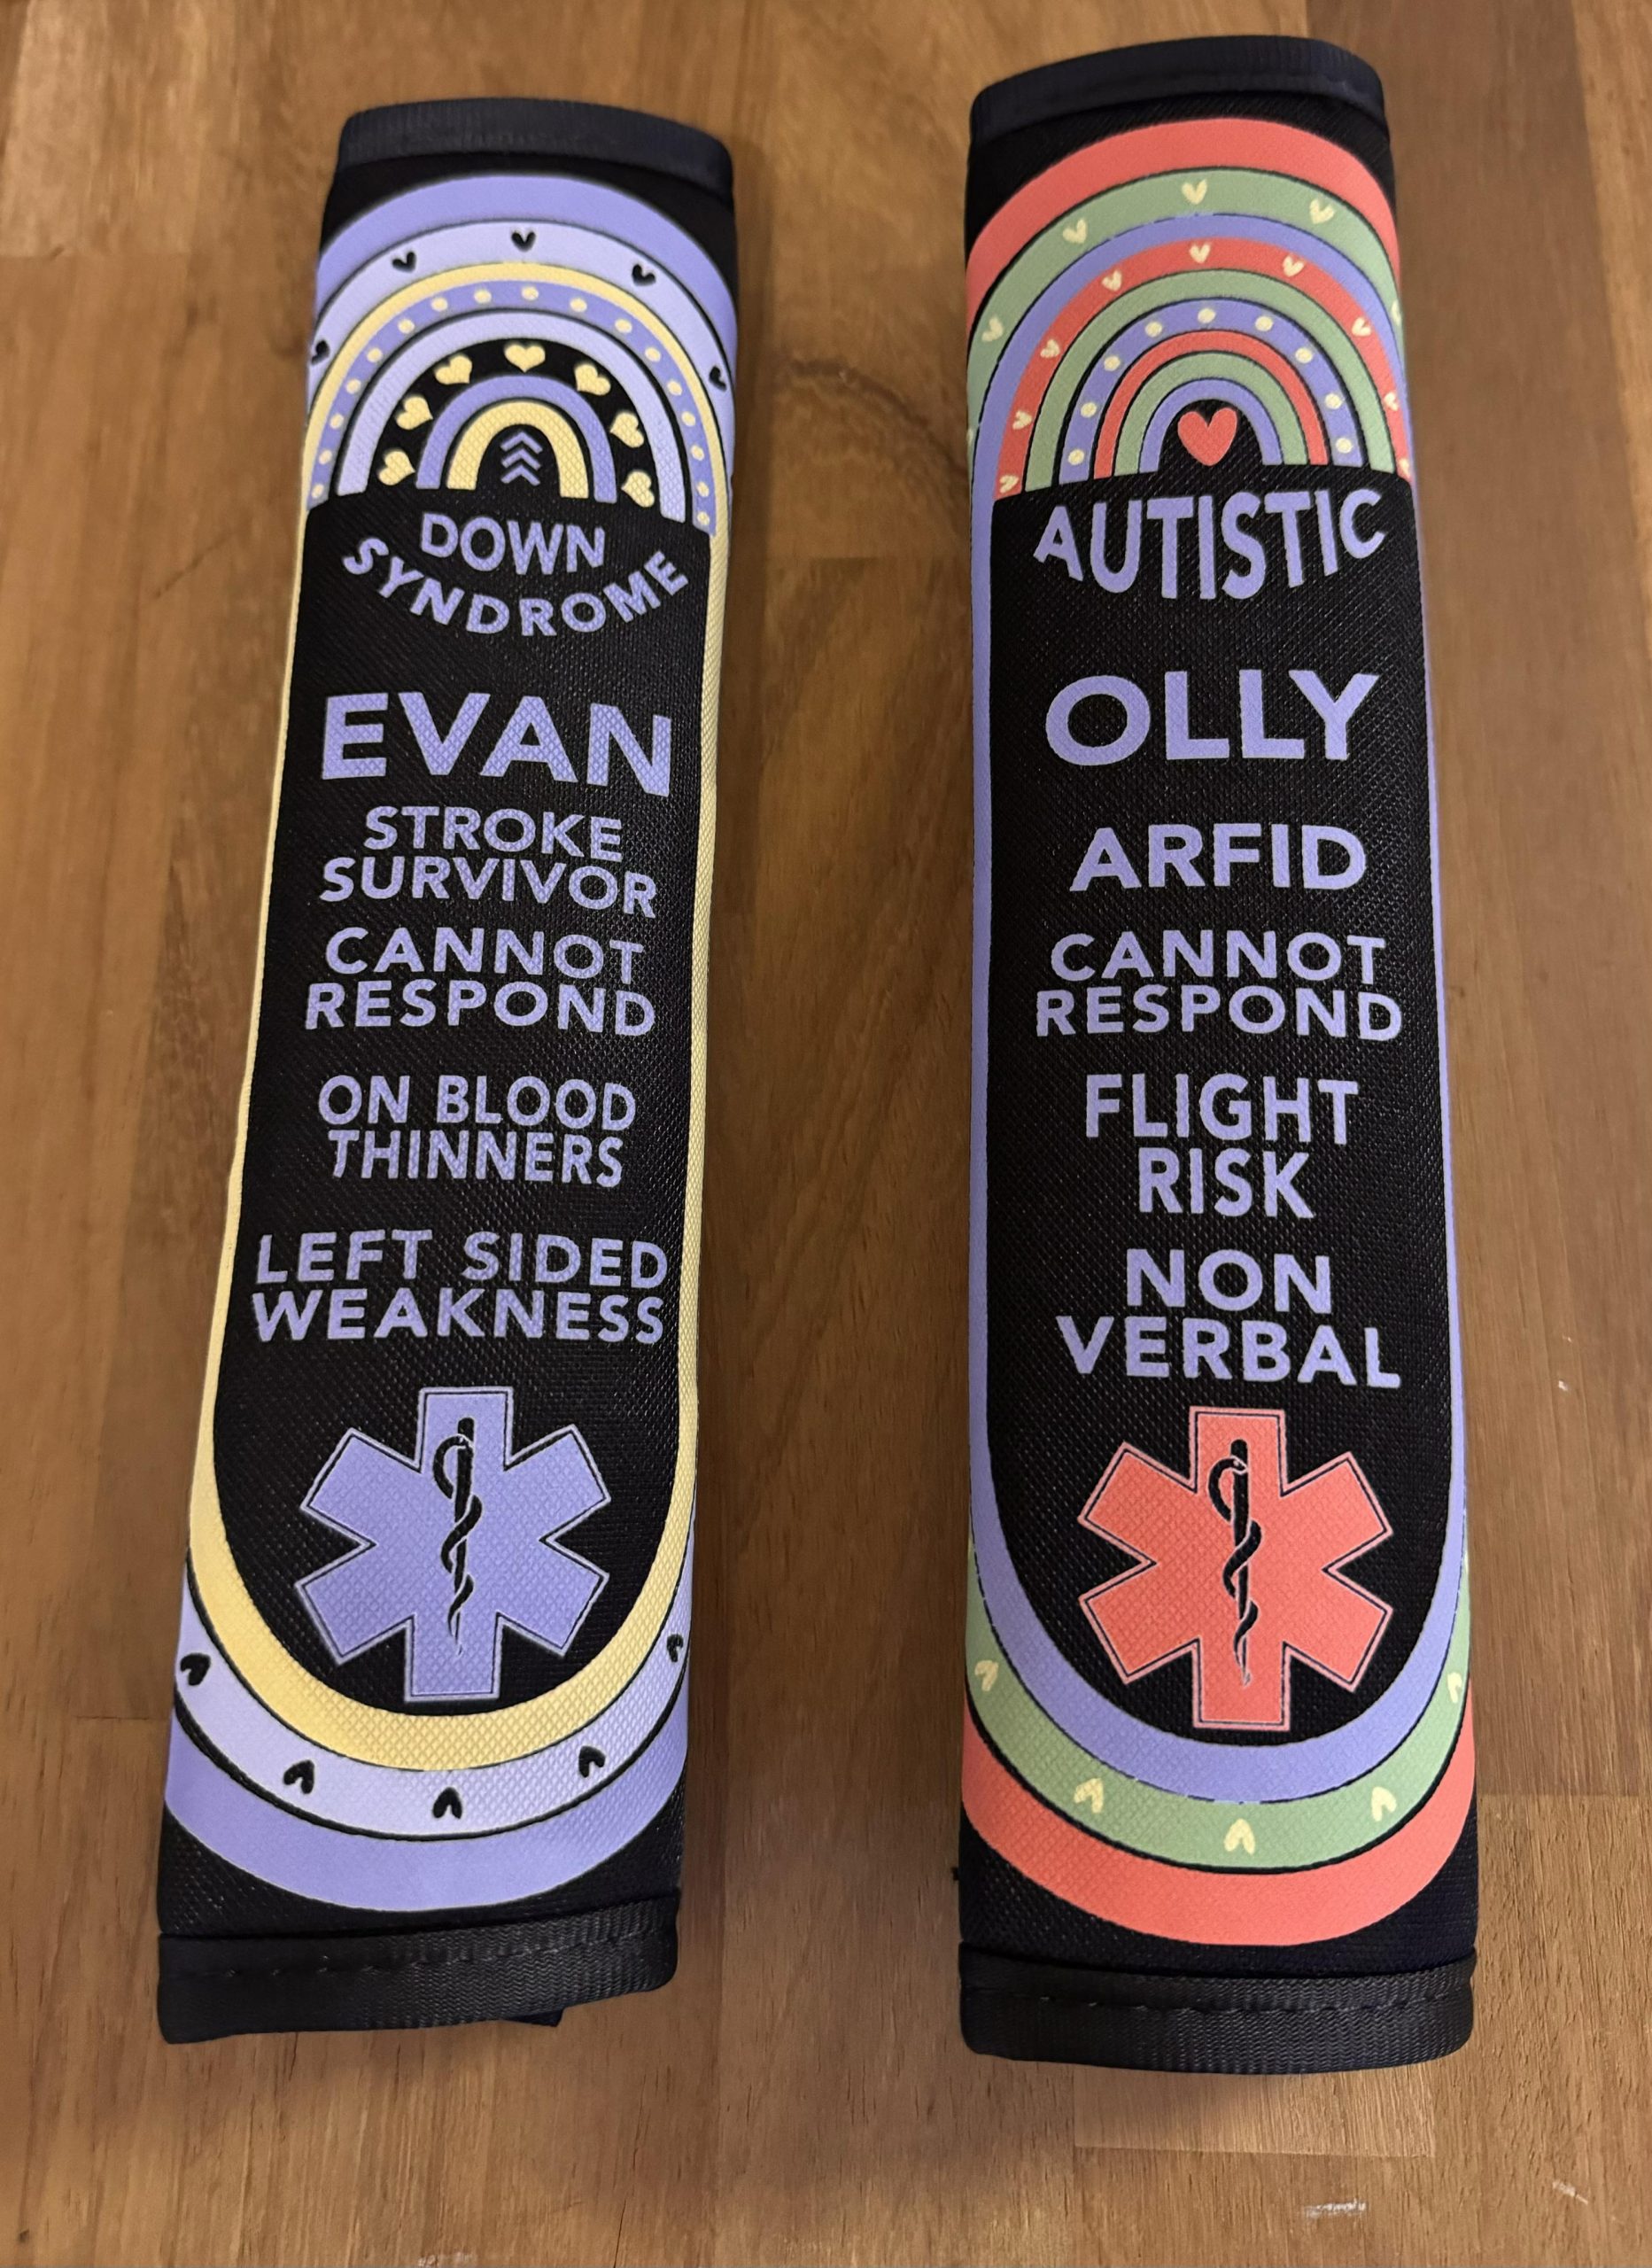 DOWN
SYNDROME
EVAN
STROKE
SURVIVOR
CANNOT
RESPOND
ON BLOOD
THINNERS
LEFT SIDED
WEAKNESS
AUTISTIC
OLLY
ARFID
CANNOT
RESPOND
FLIGHT
RISK
NON
VERBAL